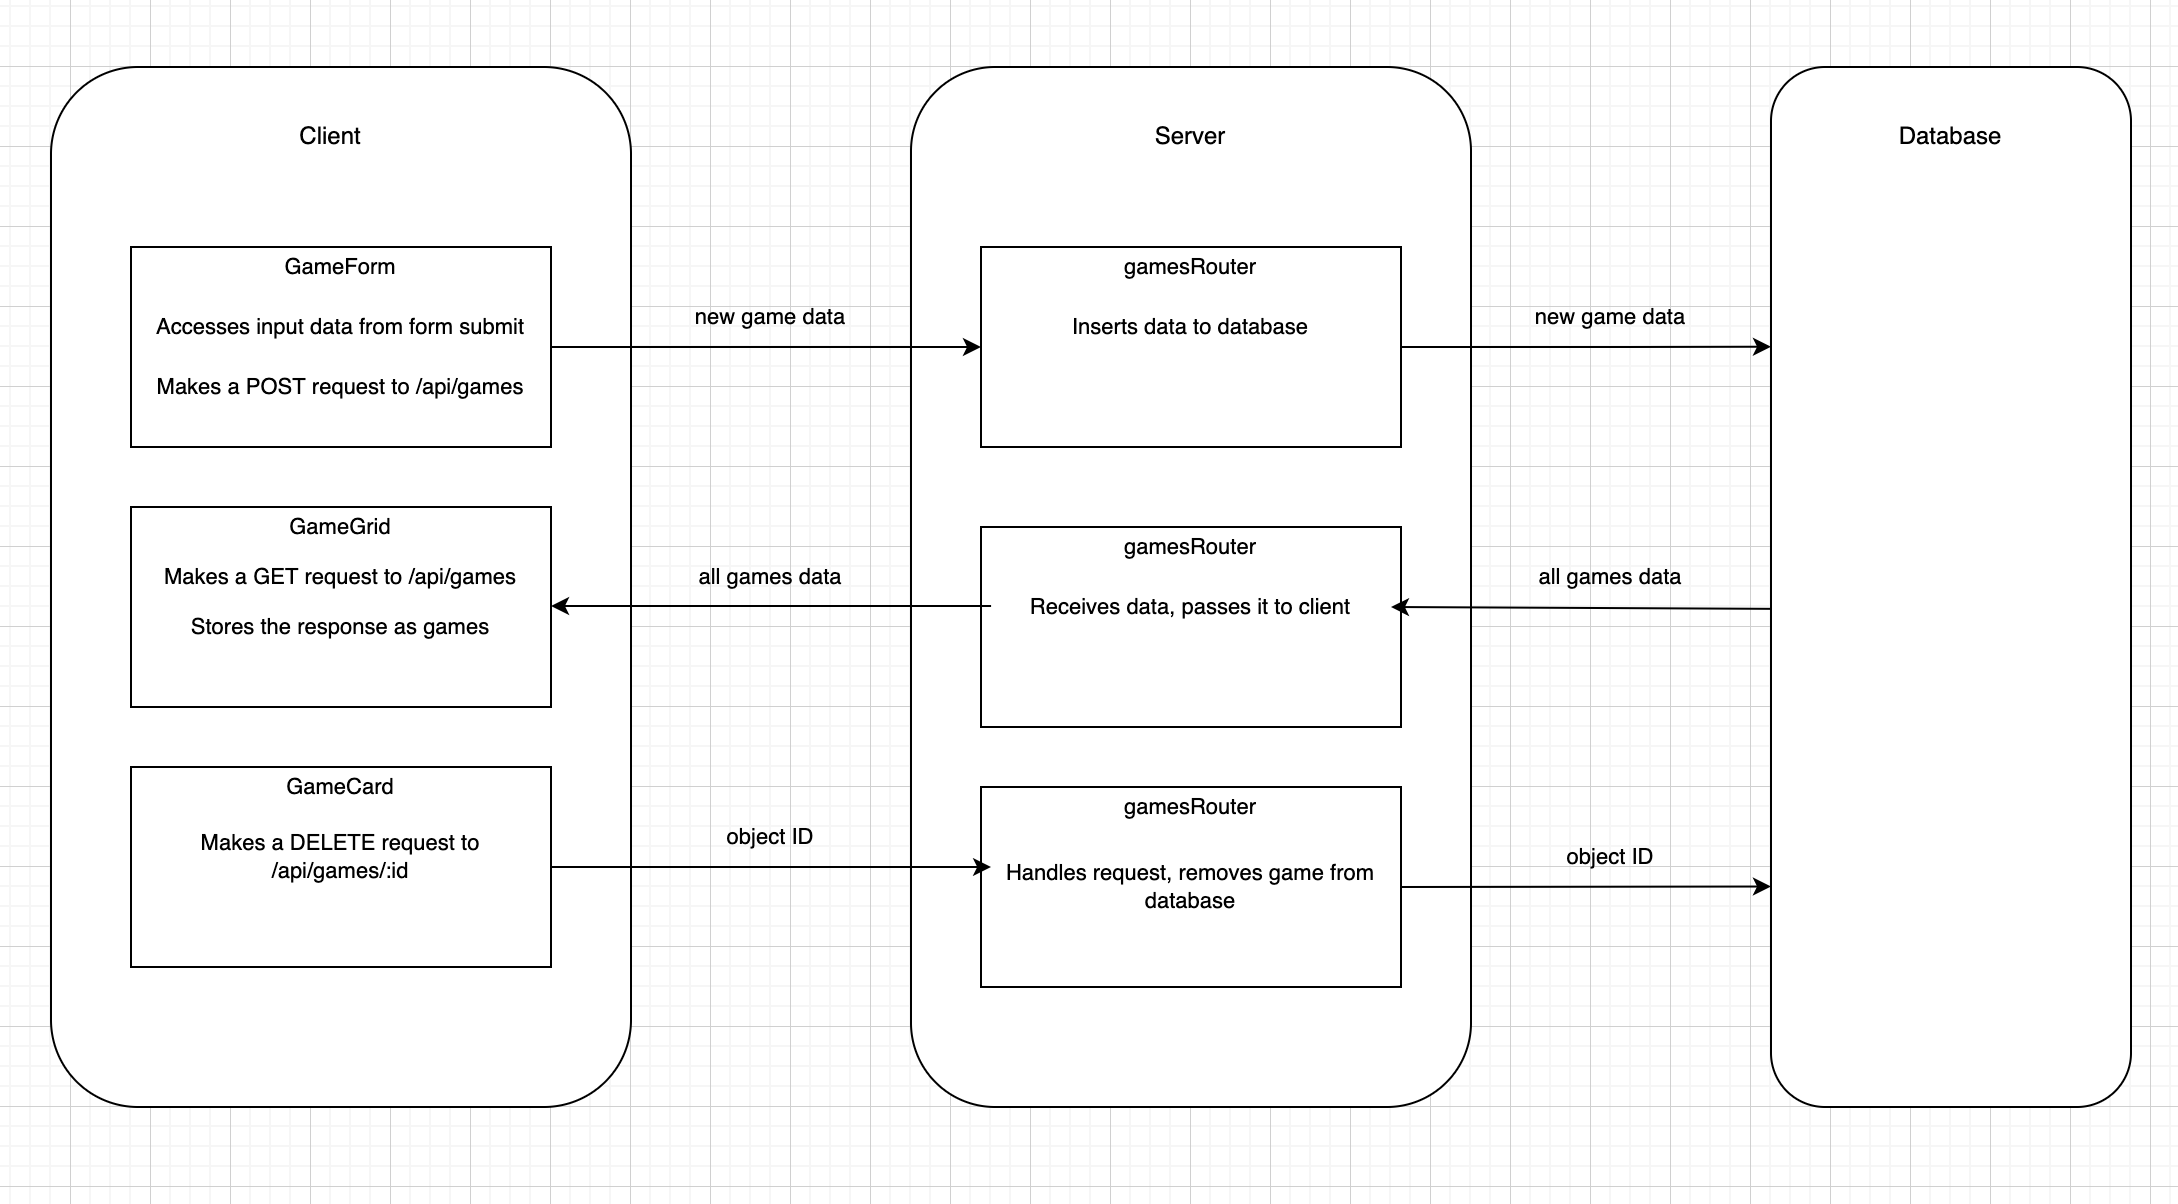 Client
Server
Database
GameForm
Accesses input data from form submit
Makes a POST request to /api/games
new game data
gamesRouter
Inserts data to database
new game data
GameGrid
Makes a GET request to /api/games
Stores the response as games
all games data
gamesRouter
Receives data, passes it to client
all games data
GameCard
Makes a DELETE request to
/api/games/:id
object ID
gamesRouter
Handles request, removes game from
database
object ID